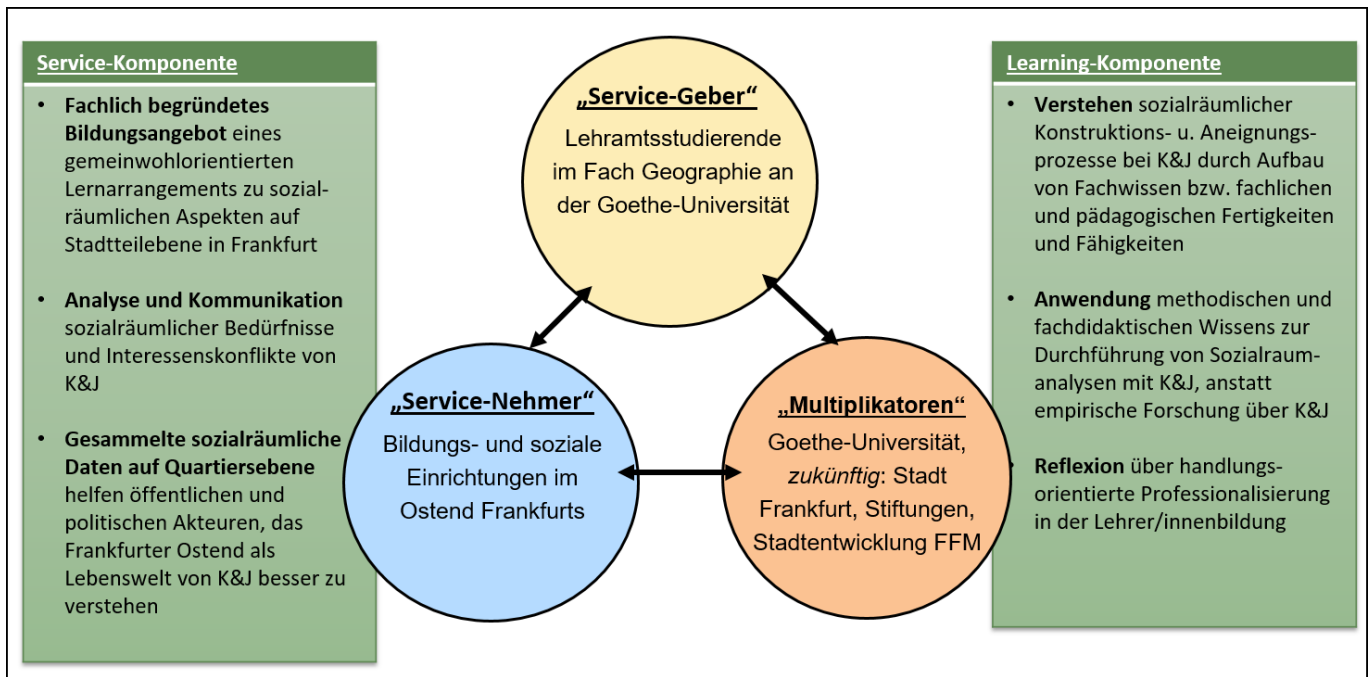 Service-Komponente
• Fachlich begründetes
Bildungsangebot eines
gemeinwohlorientierten
Lernarrangements zu sozial-
räumlichen Aspekten auf
Stadtteilebene in Frankfurt
• Analyse und Kommunikation
sozialräumlicher Bedürfnisse
und Interessenskonflikte von
K&J
• Gesammelte sozialräumliche
Daten auf Quartiersebene
helfen öffentlichen und
politischen Akteuren, das
Frankfurter Ostend als
Lebenswelt von K&J besser zu
verstehen
„Service-Geber“
Lehramtsstudierende
im Fach Geographie an
der Goethe-Universität
„Service-Nehmer“
Bildungs- und soziale
Einrichtungen im
Ostend Frankfurts
„Multiplikatoren“
Goethe-Universität,
zukünftig: Stadt
Frankfurt, Stiftungen,
Stadtentwicklung FFM
Learning-Komponente
• Verstehen sozialräumlicher
Konstruktions- u. Aneignungs-
prozesse bei K&J durch Aufbau
von Fachwissen bzw. fachlichen
und pädagogischen Fertigkeiten
und Fähigkeiten
• Anwendung methodischen und
fachdidaktischen Wissens zur
Durchführung von Sozialraum-
analysen mit K&J, anstatt
empirische Forschung über K&J
• Reflexion über handlungs-
orientierte Professionalisierung
in der Lehrer/innenbildung